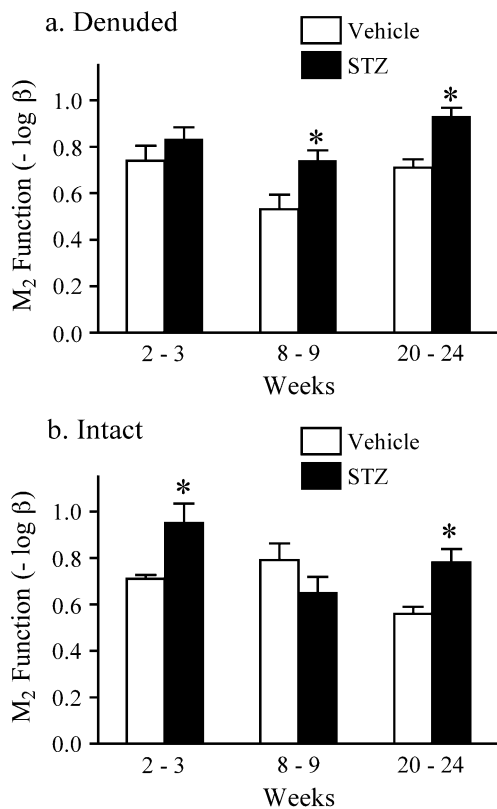 a. Denuded
Vehicle
STZ
M2 Function (- log β)
1.0
0.8
0.6
0.4
0.2
0.0
*
*
2 - 3
8 - 9
20 - 24
Weeks
b. Intact
Vehicle
STZ
M2 Function (- log β)
1.0
0.8
0.6
0.4
0.2
0.0
*
*
2 - 3
8 - 9
20 - 24
Weeks